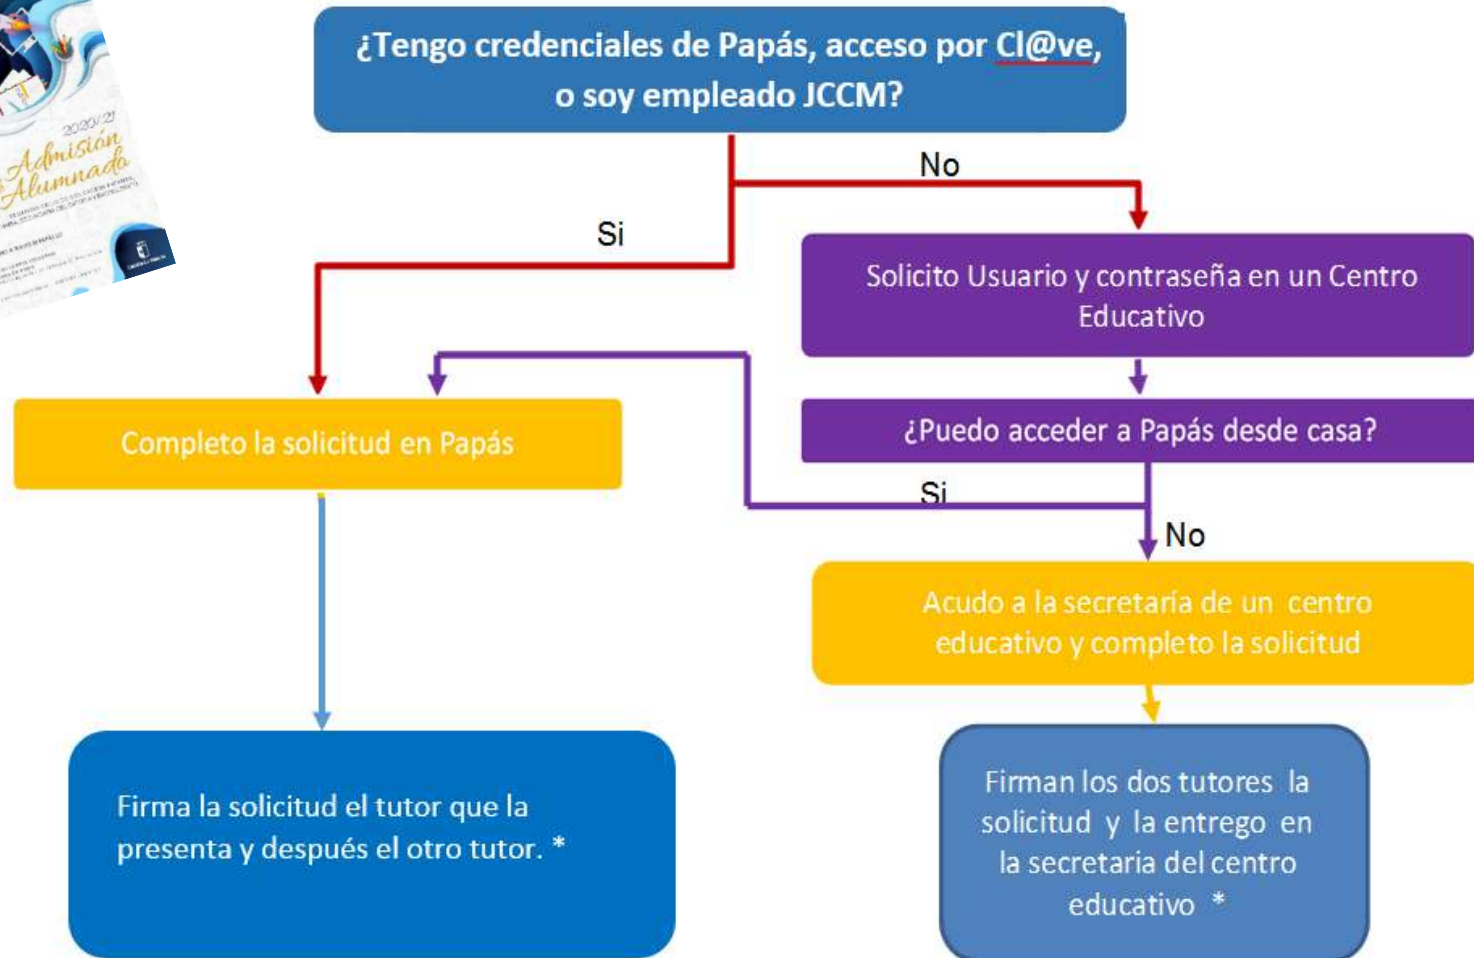 ¿Tengo credenciales de Papás, acceso por Cl@ve,
o soy empleado JCCM?
2020/21
Admisión
Alumnado
No
Si
Solicito Usuario y contraseña en un Centro
Educativo
Completo la solicitud en Papás
¿Puedo acceder a Papás desde casa?
Si
No
Acudo a la secretaría de un centro
educativo y completo la solicitud
Firma la solicitud el tutor que la
presenta y después el otro tutor. *
Firman los dos tutores la
solicitud y la entrego en
la secretaria del centro
educativo *